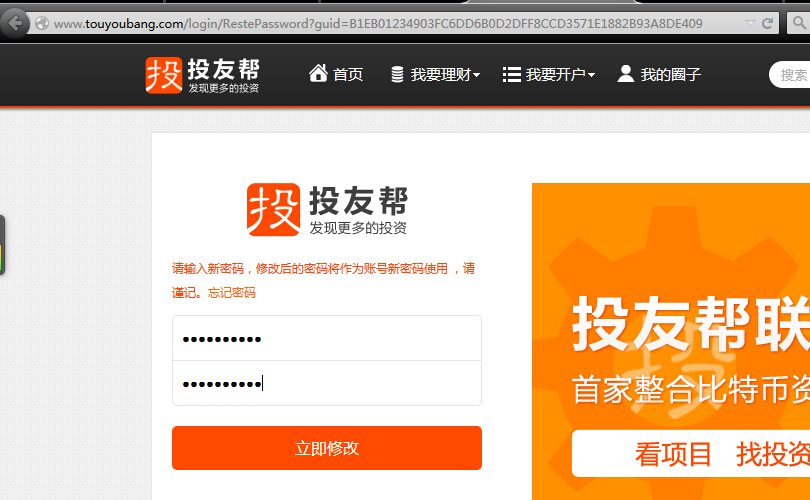 www.touyoubang.com/login/RestePassword?guid=B1EB01234903FC6DD6B0D2DFF8CCD3571E1882B93A8DE409
投 投友帮
发现更多的投资
首页 我要理财 我要开户 我的圈子 搜索
投 投友帮
发现更多的投资
请输入新密码，修改后的密码将作为账号新密码使用 ，请
谨记。忘记密码
••••••••••
••••••••••
立即修改
投友帮联
首家整合比特币资
看项目 找投资